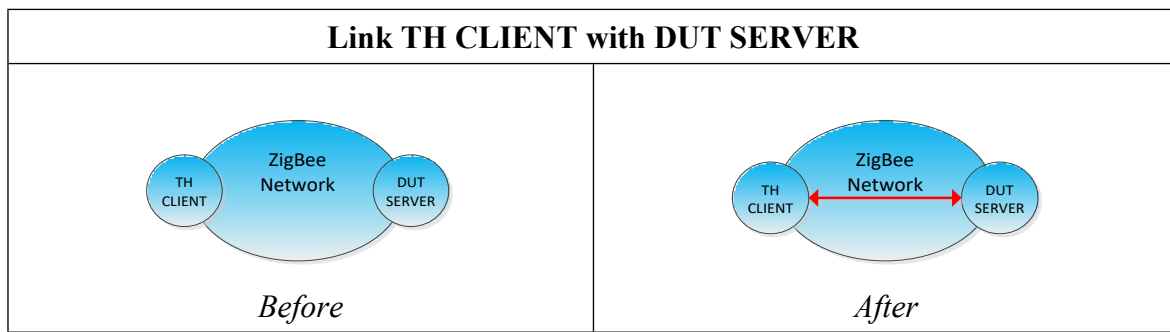 Link TH CLIENT with DUT SERVER
ZigBee
Network
TH
CLIENT
DUT
SERVER
Before
ZigBee
Network
TH
CLIENT
DUT
SERVER
After